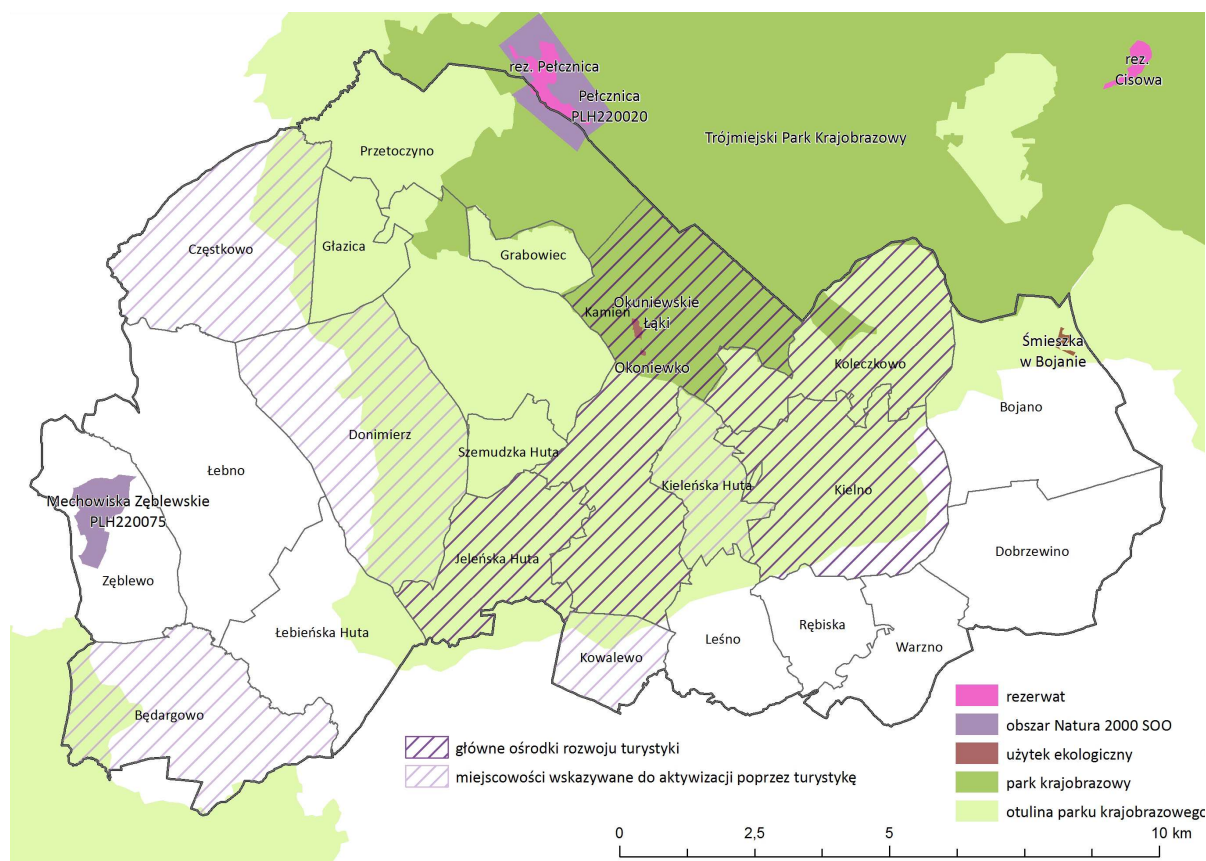 rez. Pełcznica
Pełcznica
PLH220020
rez.
Cisowa
Trójmiejski Park Krajobrazowy
Przetoczyno
Częstkowo
Głazica
Grabowiec
Kamień
Okuniewskie
Łąki
Okoniewko
Koleczkowo
Śmieszka
w Bojanie
Bojano
Donimierz
Szemudzka Huta
Łebno
Kieleńska Huta
Kielno
Mechowiska Zęblewskie
PLH220075
Zęblewo
Jeleńska Huta
Dobrzewino
Łebieńska Huta
Kowalewo
Leśno
Rębiska
Warzno
Będargowo
główne ośrodki rozwoju turystyki
miejscowości wskazywane do aktywizacji poprzez turystykę
rezerwat
obszar Natura 2000 SOO
użytek ekologiczny
park krajobrazowy
otulina parku krajobrazowego
0 2,5 5 10 km